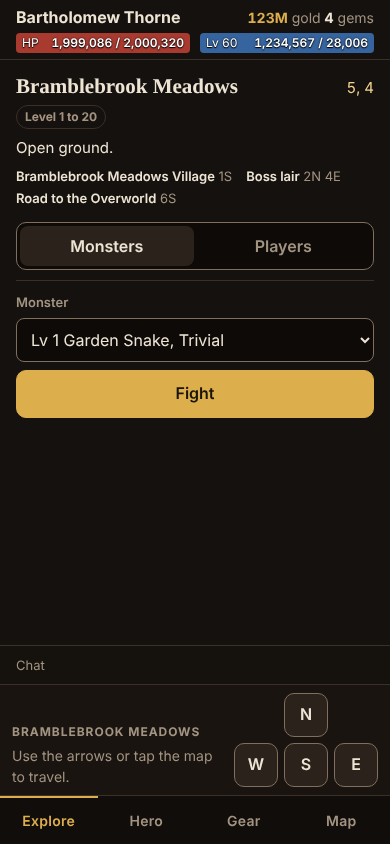 Bartholomew Thorne 123M gold 4 gems
HP 1,999,086 / 2,000,320 Lv 60 1,234,567 / 28,006
Bramblebrook Meadows 5, 4
Level 1 to 20
Open ground.
Bramblebrook Meadows Village 1S Boss lair 2N 4E
Road to the Overworld 6S
Monsters Players
Monster
Lv 1 Garden Snake, Trivial
Fight
Chat
N
BRAMBLEBROOK MEADOWS
Use the arrows or tap the map
to travel.
W S E
Explore Hero Gear Map